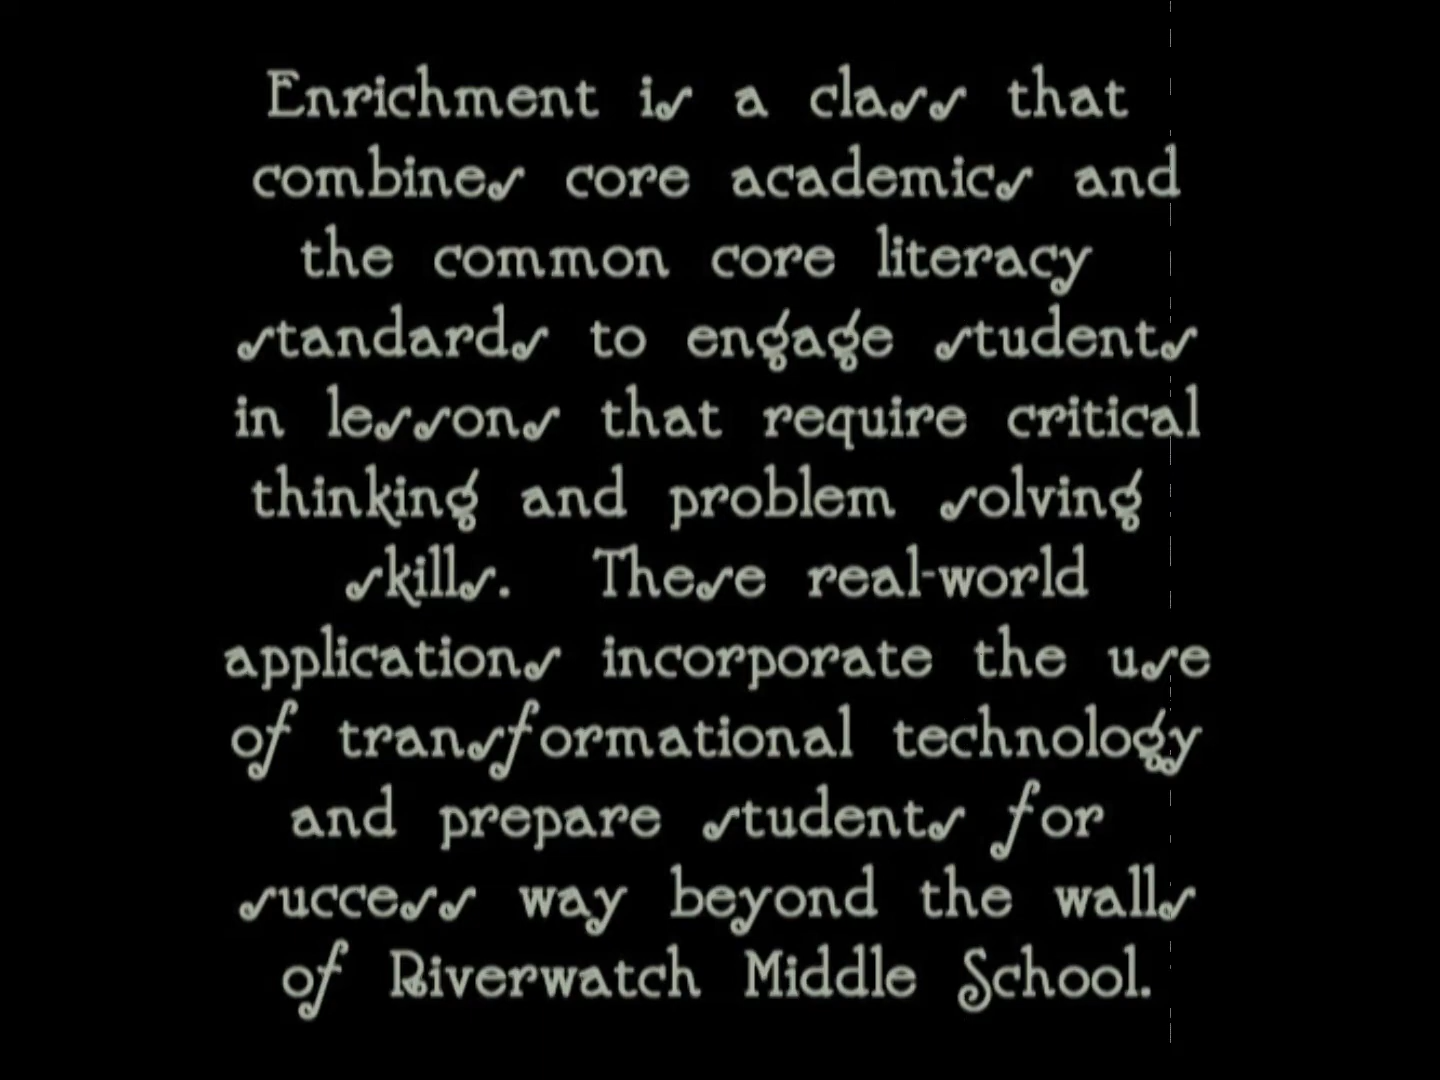 Enrichment is a class that
combines core academics and
the common core literacy
standards to engage students
in lessons that require critical
thinking and problem solving
skills. These real-world
applications incorporate the use
of transformational technology
and prepare students for
success way beyond the walls
of Riverwatch Middle School.